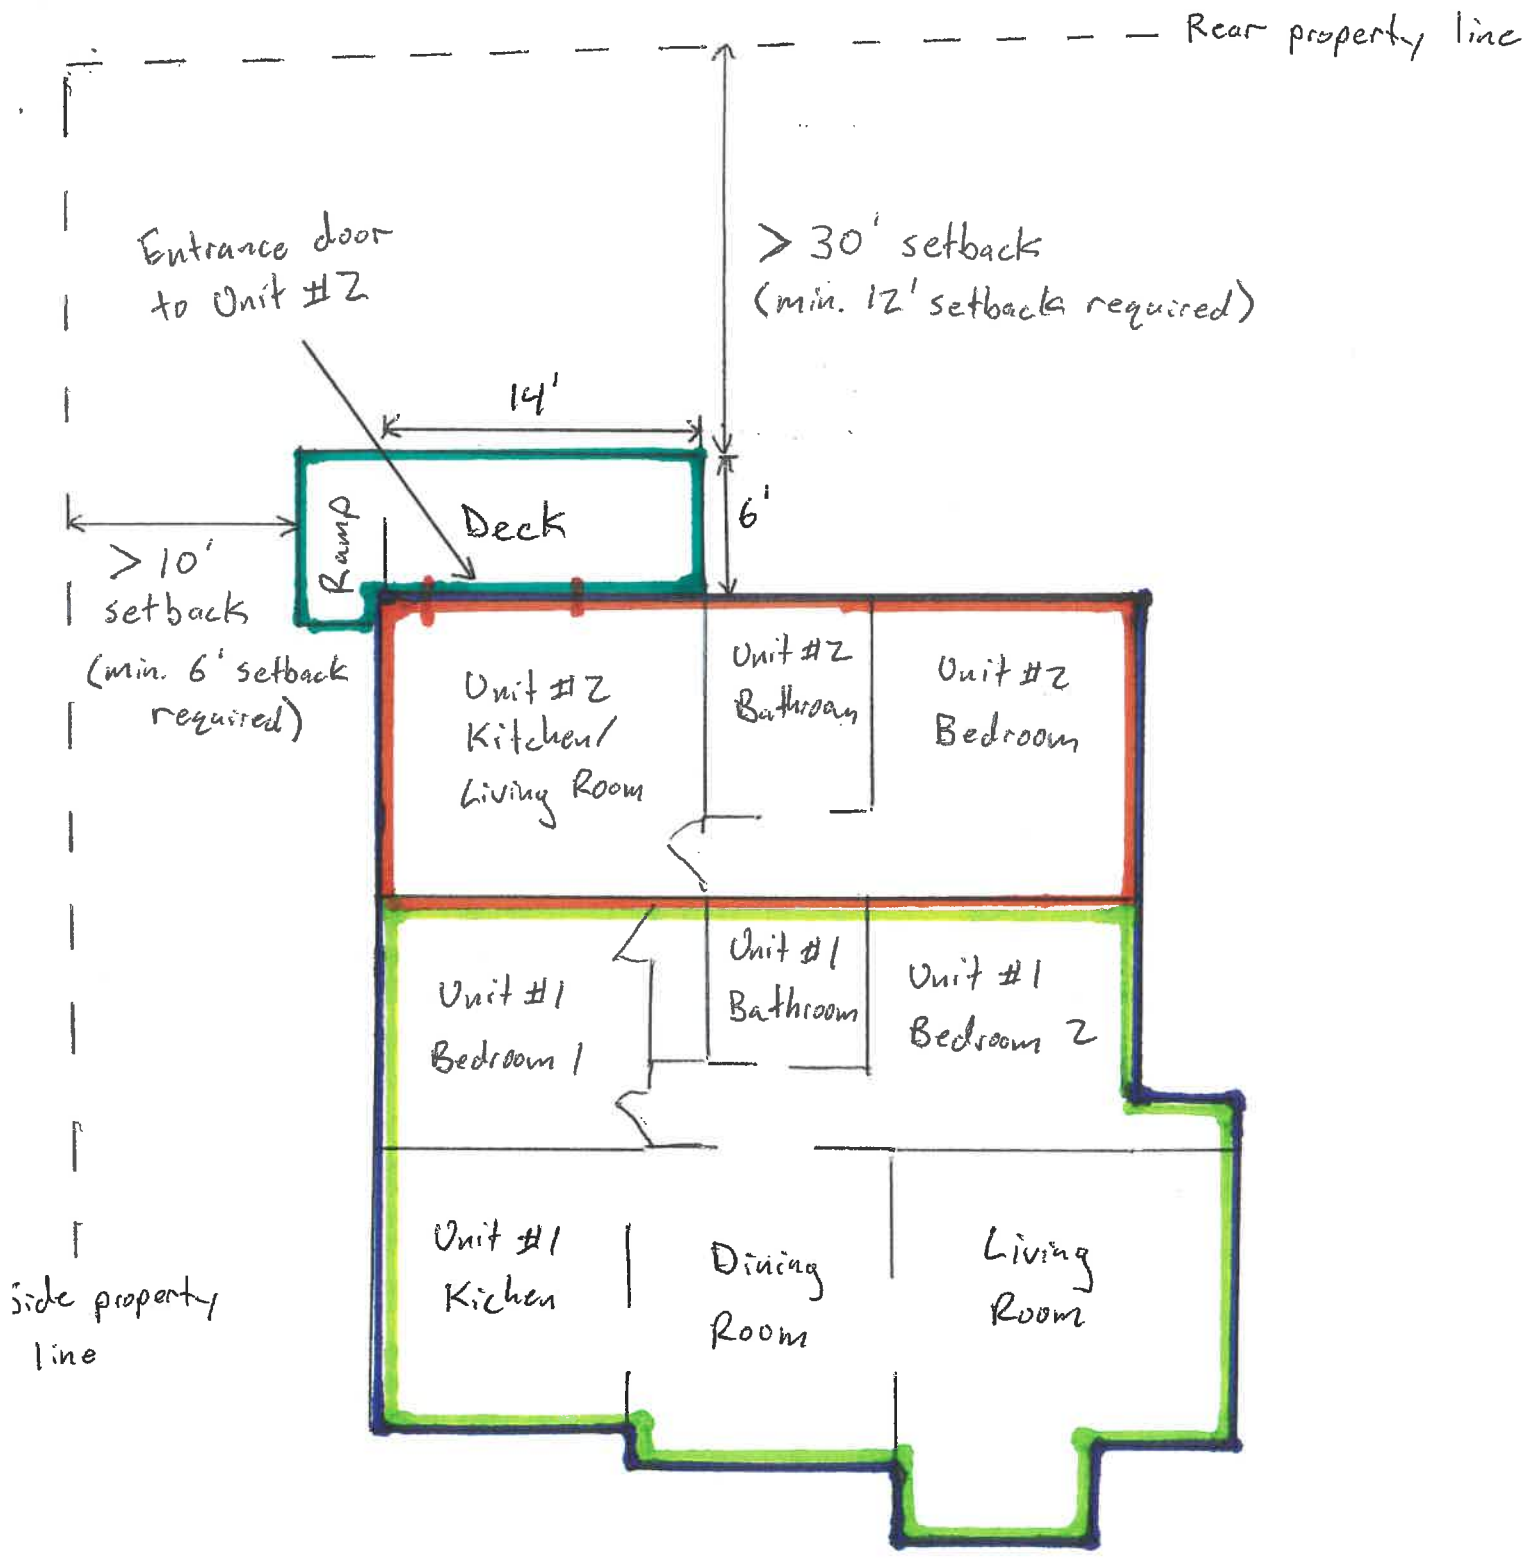 Rear property line
Entrance door
to Unit #2
> 30' setback
(min. 12' setback required)
14'
Ramp
Deck
6'
> 10'
setback
(min. 6' setback
required)
Unit #2
Kitchen/
Living Room
Unit #2
Bathroom
Unit #2
Bedroom
Unit #1
Bedroom 1
Unit #1
Bathroom
Unit #1
Bedroom 2
Unit #1
Kichen
Dining
Room
Living
Room
side property
line